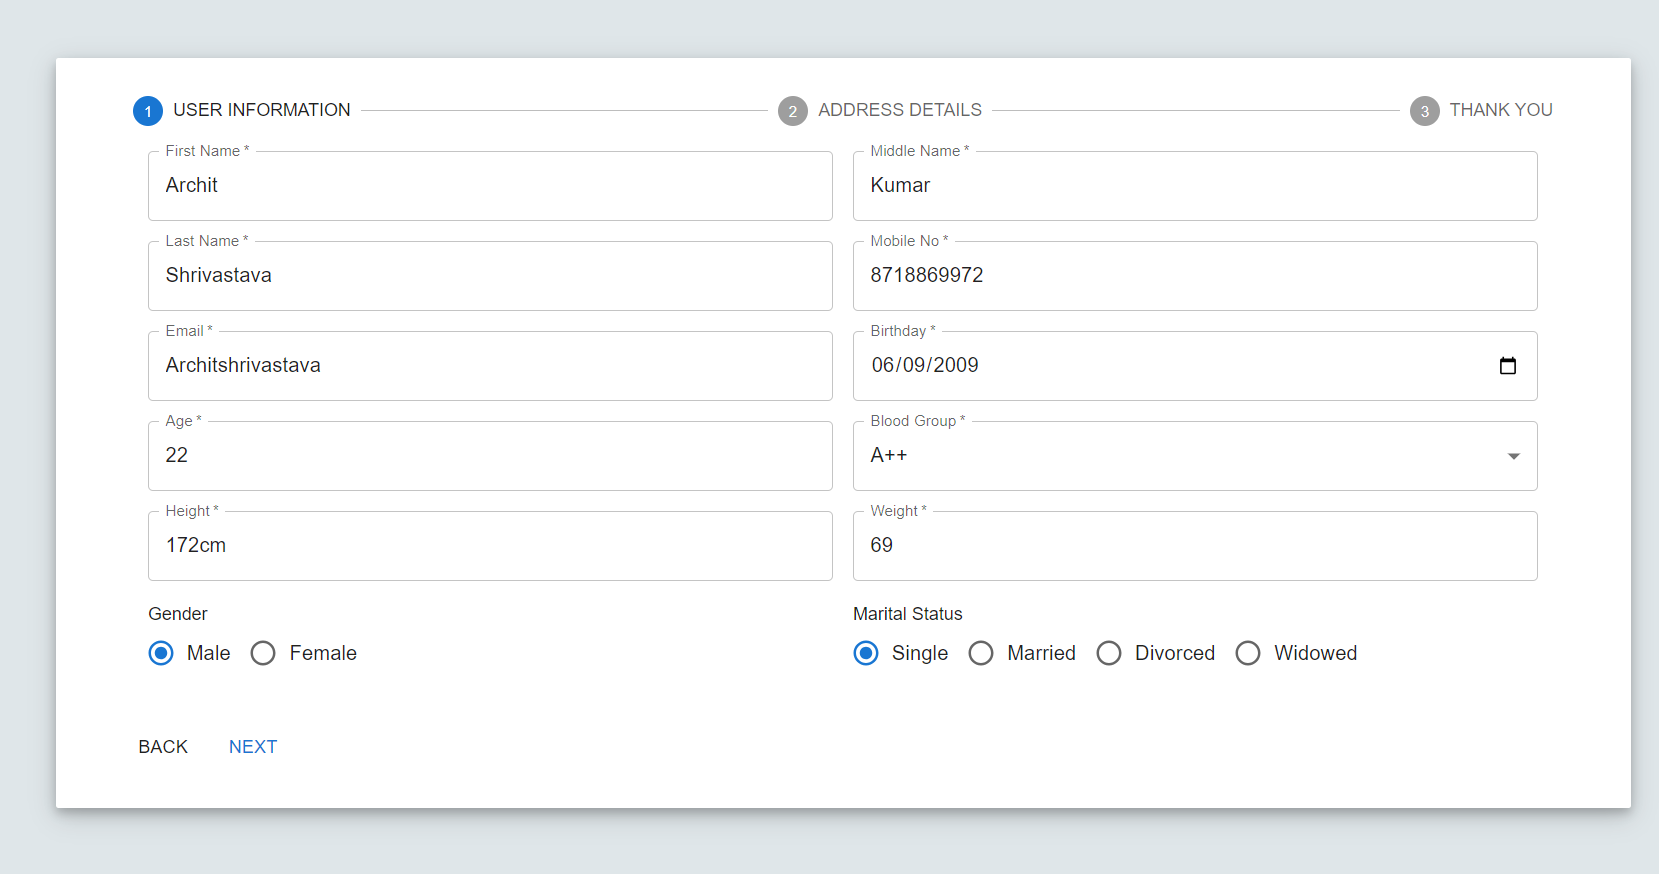 1 USER INFORMATION 2 ADDRESS DETAILS 3 THANK YOU
First Name * Middle Name *
Archit Kumar
Last Name * Mobile No *
Shrivastava 8718869972
Email * Birthday *
Architshrivastava 06/09/2009
Age * Blood Group *
22 A++
Height * Weight *
172cm 69
Gender Marital Status
Male Female Single Married Divorced Widowed
BACK NEXT